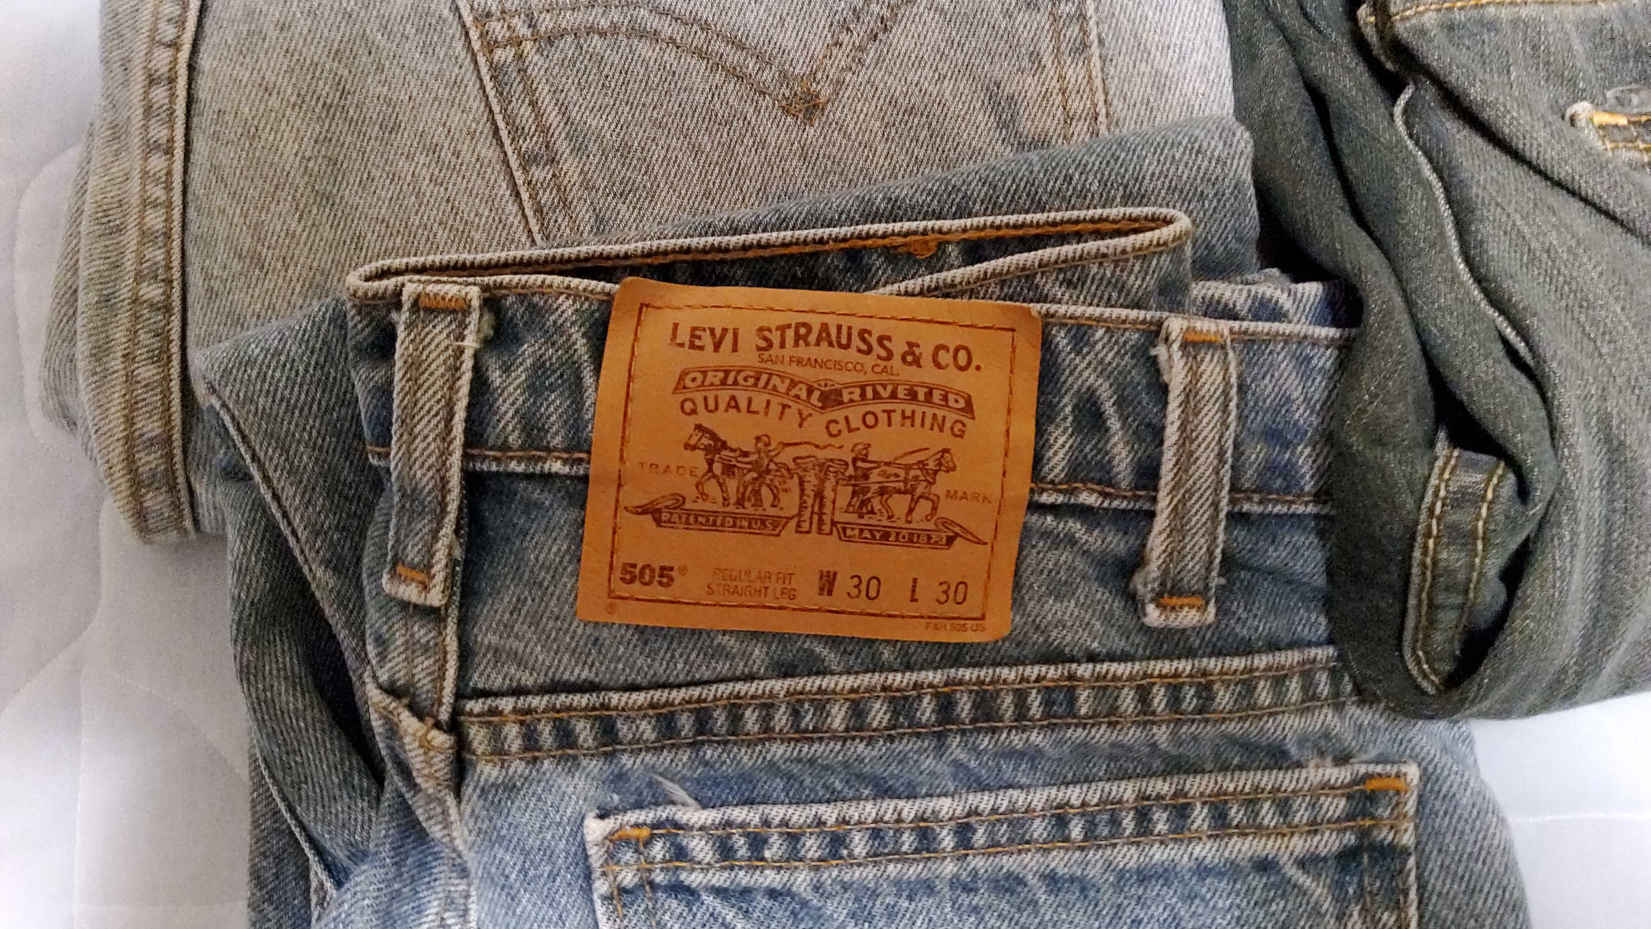 LEVI STRAUSS & CO.
SAN FRANCISCO, CAL.
ORIGINAL RIVETED
QUALITY CLOTHING
TRADE MARK
PATENTED IN U.S. MAY 20 1873
505® REGULAR FIT STRAIGHT LEG W 30 L 30
®